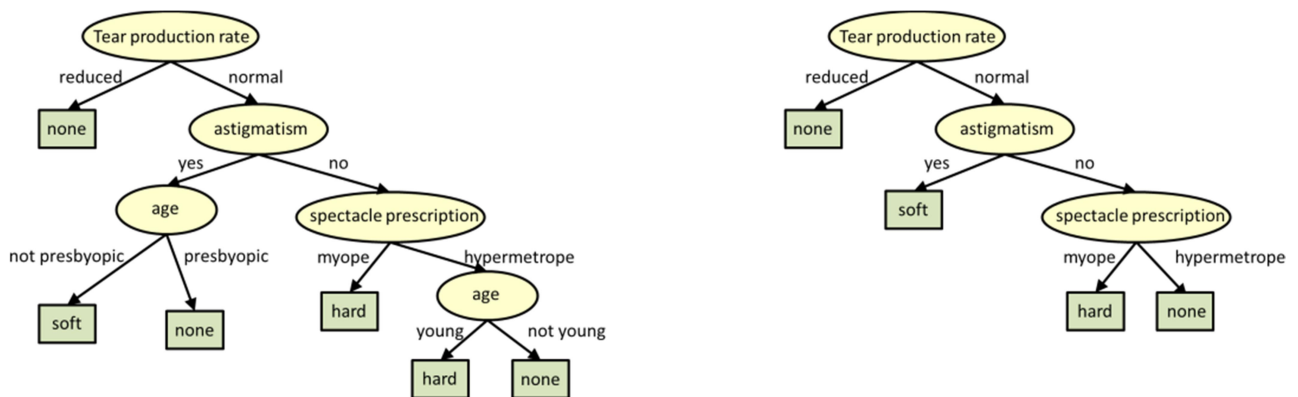 Tear production rate
reduced
normal
none
astigmatism
yes
no
age
spectacle prescription
not presbyopic
presbyopic
myope
hypermetrope
soft
none
hard
age
young
not young
hard
none
Tear production rate
reduced
normal
none
astigmatism
yes
no
soft
spectacle prescription
myope
hypermetrope
hard
none